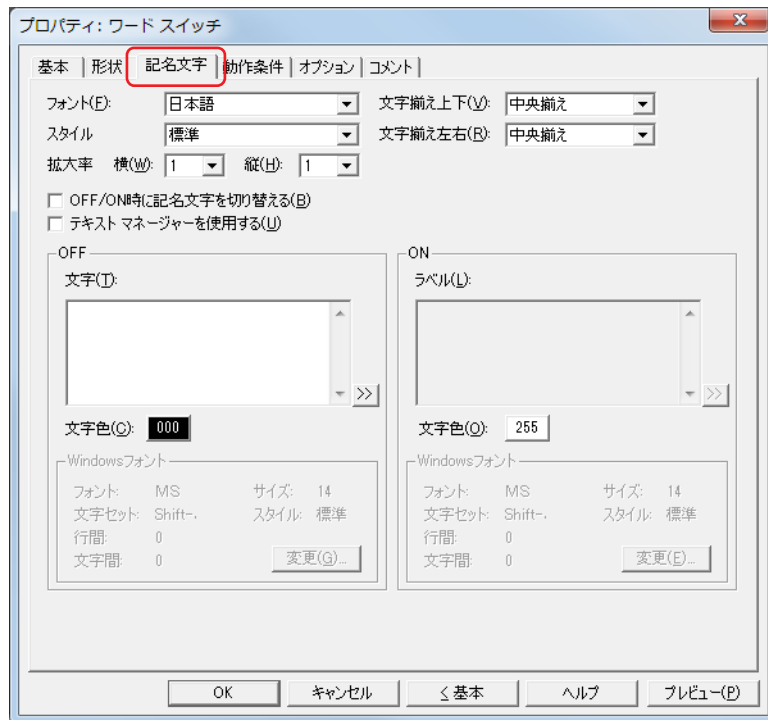 プロパティ: ワード スイッチ
基本 形状 記名文字 動作条件 オプション コメント
フォント(F): 日本語 文字揃え上下(V): 中央揃え
スタイル 標準 文字揃え左右(R): 中央揃え
拡大率 横(W): 1 縦(H): 1
OFF/ON時に記名文字を切り替える(B)
テキスト マネージャーを使用する(U)
OFF ON
文字(T): ラベル(L):
>> >>
文字色(C): 000 文字色(O): 255
Windowsフォント Windowsフォント
フォント: MS サイズ: 14 フォント: MS サイズ: 14
文字セット: Shift-. スタイル: 標準 文字セット: Shift-. スタイル: 標準
行間: 0 行間: 0
文字間: 0 変更(G)... 文字間: 0 変更(E)...
OK キャンセル <基本 ヘルプ プレビュー(P)